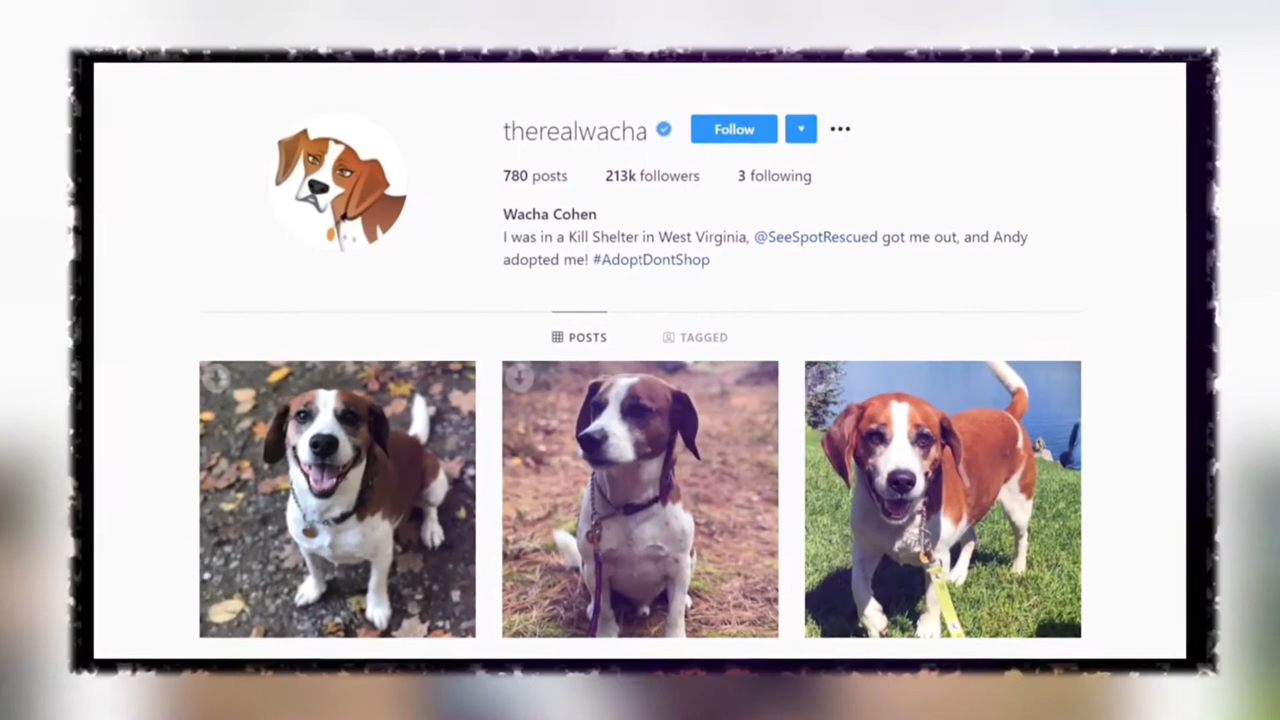 therealwacha
Follow
780 posts 213k followers 3 following
Wacha Cohen
I was in a Kill Shelter in West Virginia, @SeeSpotRescued got me out, and Andy
adopted me! #AdoptDontShop
POSTS TAGGED